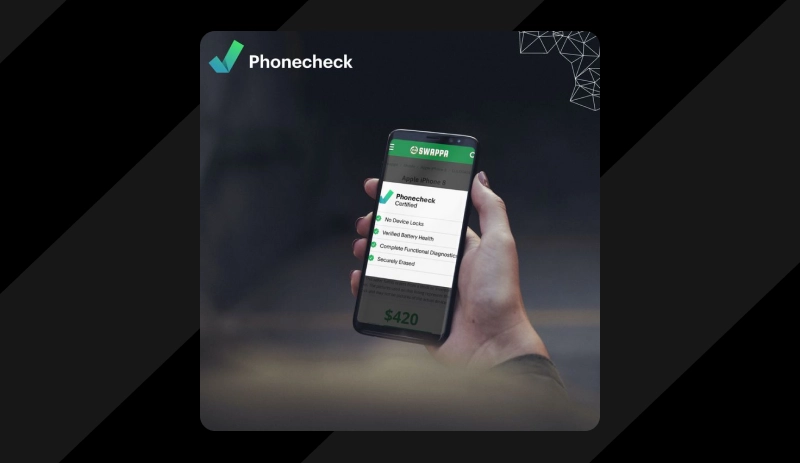 Phonecheck
SWAPPA
Apple iPhone 8
Phonecheck
Certified
No Device Locks
Verified Battery Health
Complete Functional Diagnostics
Securely Erased
$420